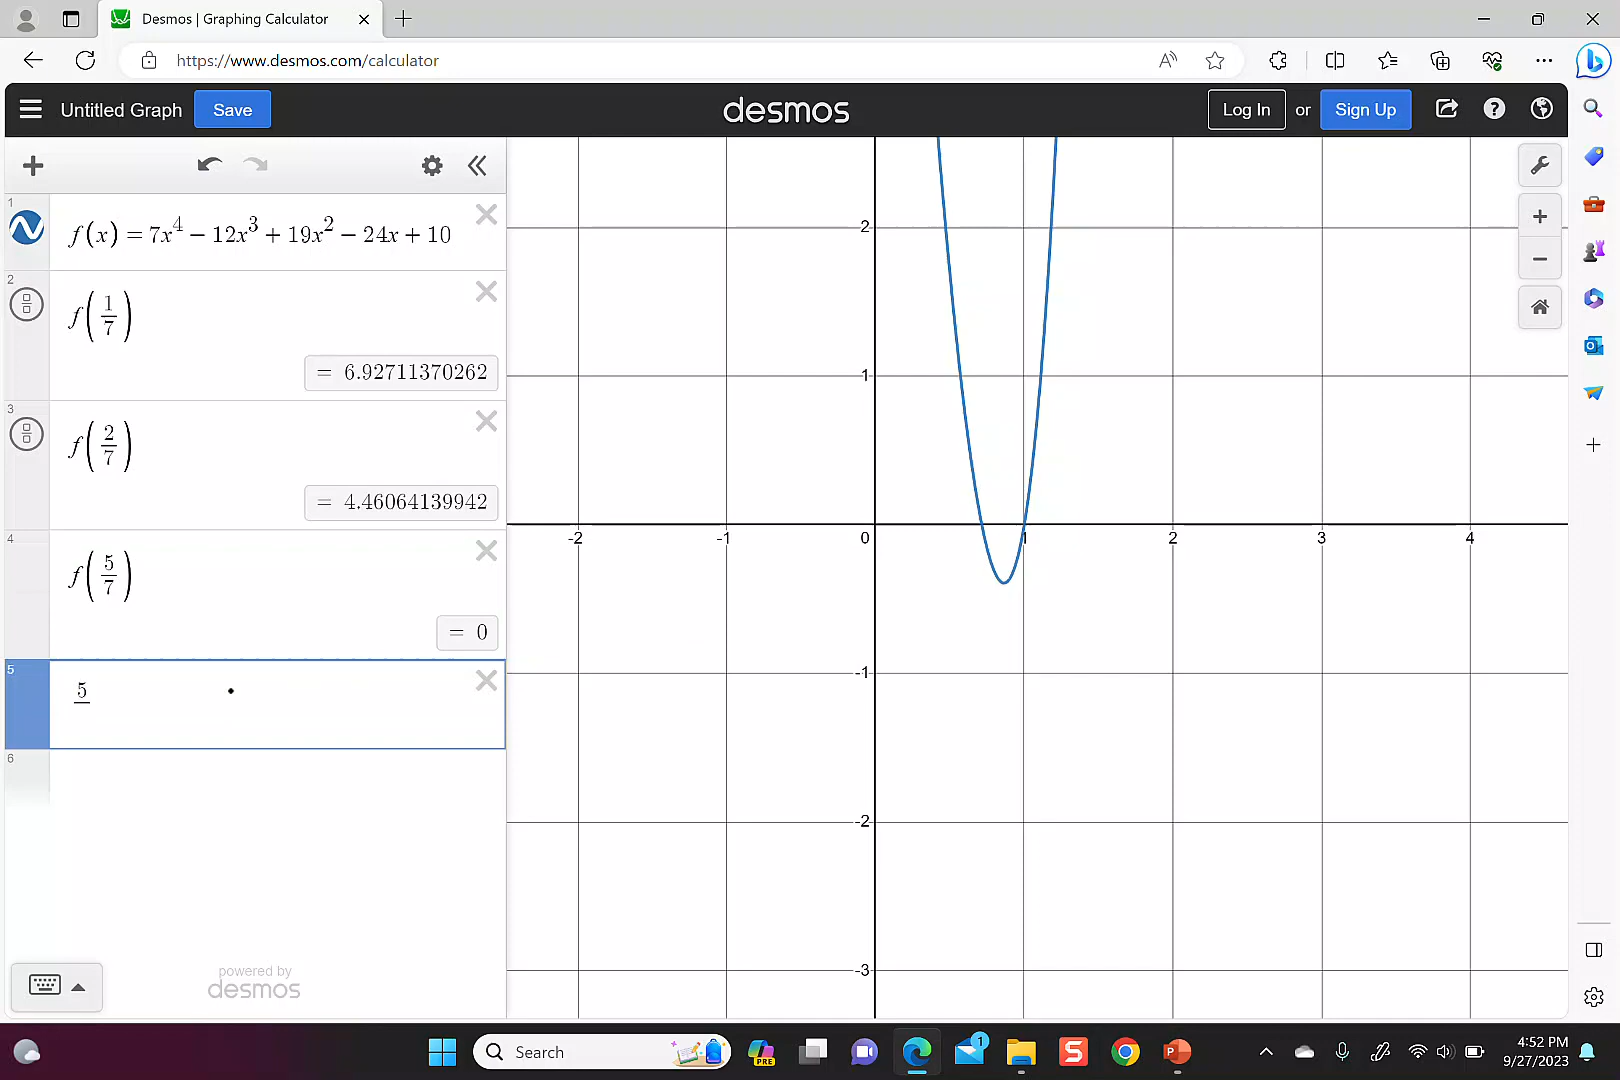 Desmos | Graphing Calculator
https://www.desmos.com/calculator
Untitled Graph Save desmos Log In or Sign Up
1
f(x) = 7x⁴ − 12x³ + 19x² − 24x + 10
2
f(1/7)
= 6.92711370262
3
f(2/7)
= 4.46064139942
4
f(5/7)
= 0
5
5
6
2
1
-2 -1 0 1 2 3 4
-1
-2
-3
powered by
desmos
Search
PRE
1
4:52 PM
9/27/2023